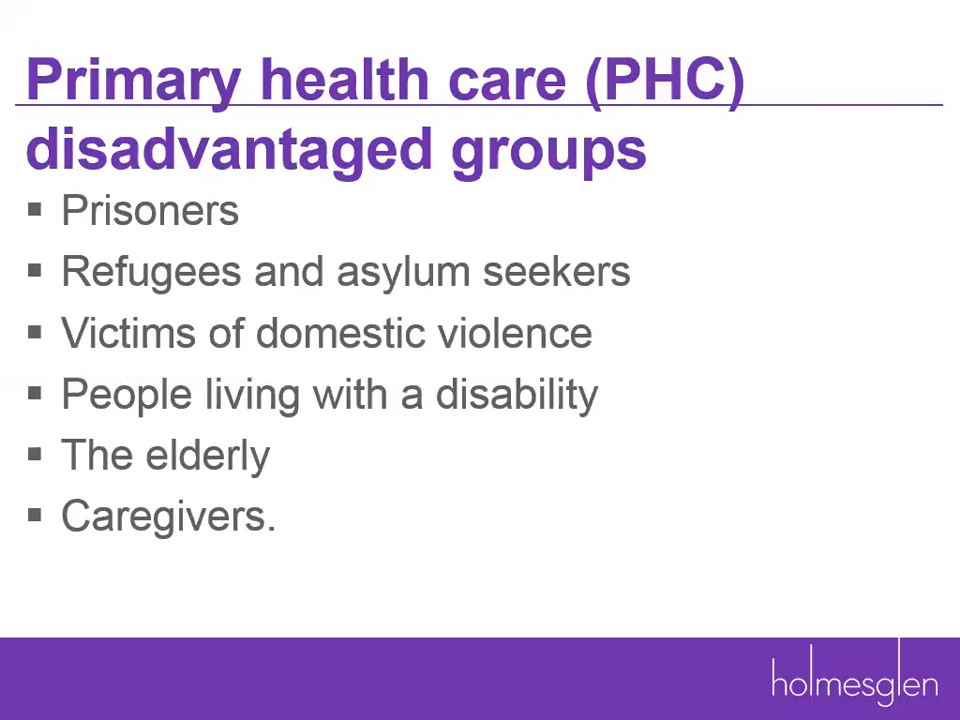 Primary health care (PHC)
disadvantaged groups
▪ Prisoners
▪ Refugees and asylum seekers
▪ Victims of domestic violence
▪ People living with a disability
▪ The elderly
▪ Caregivers.
holmesglen